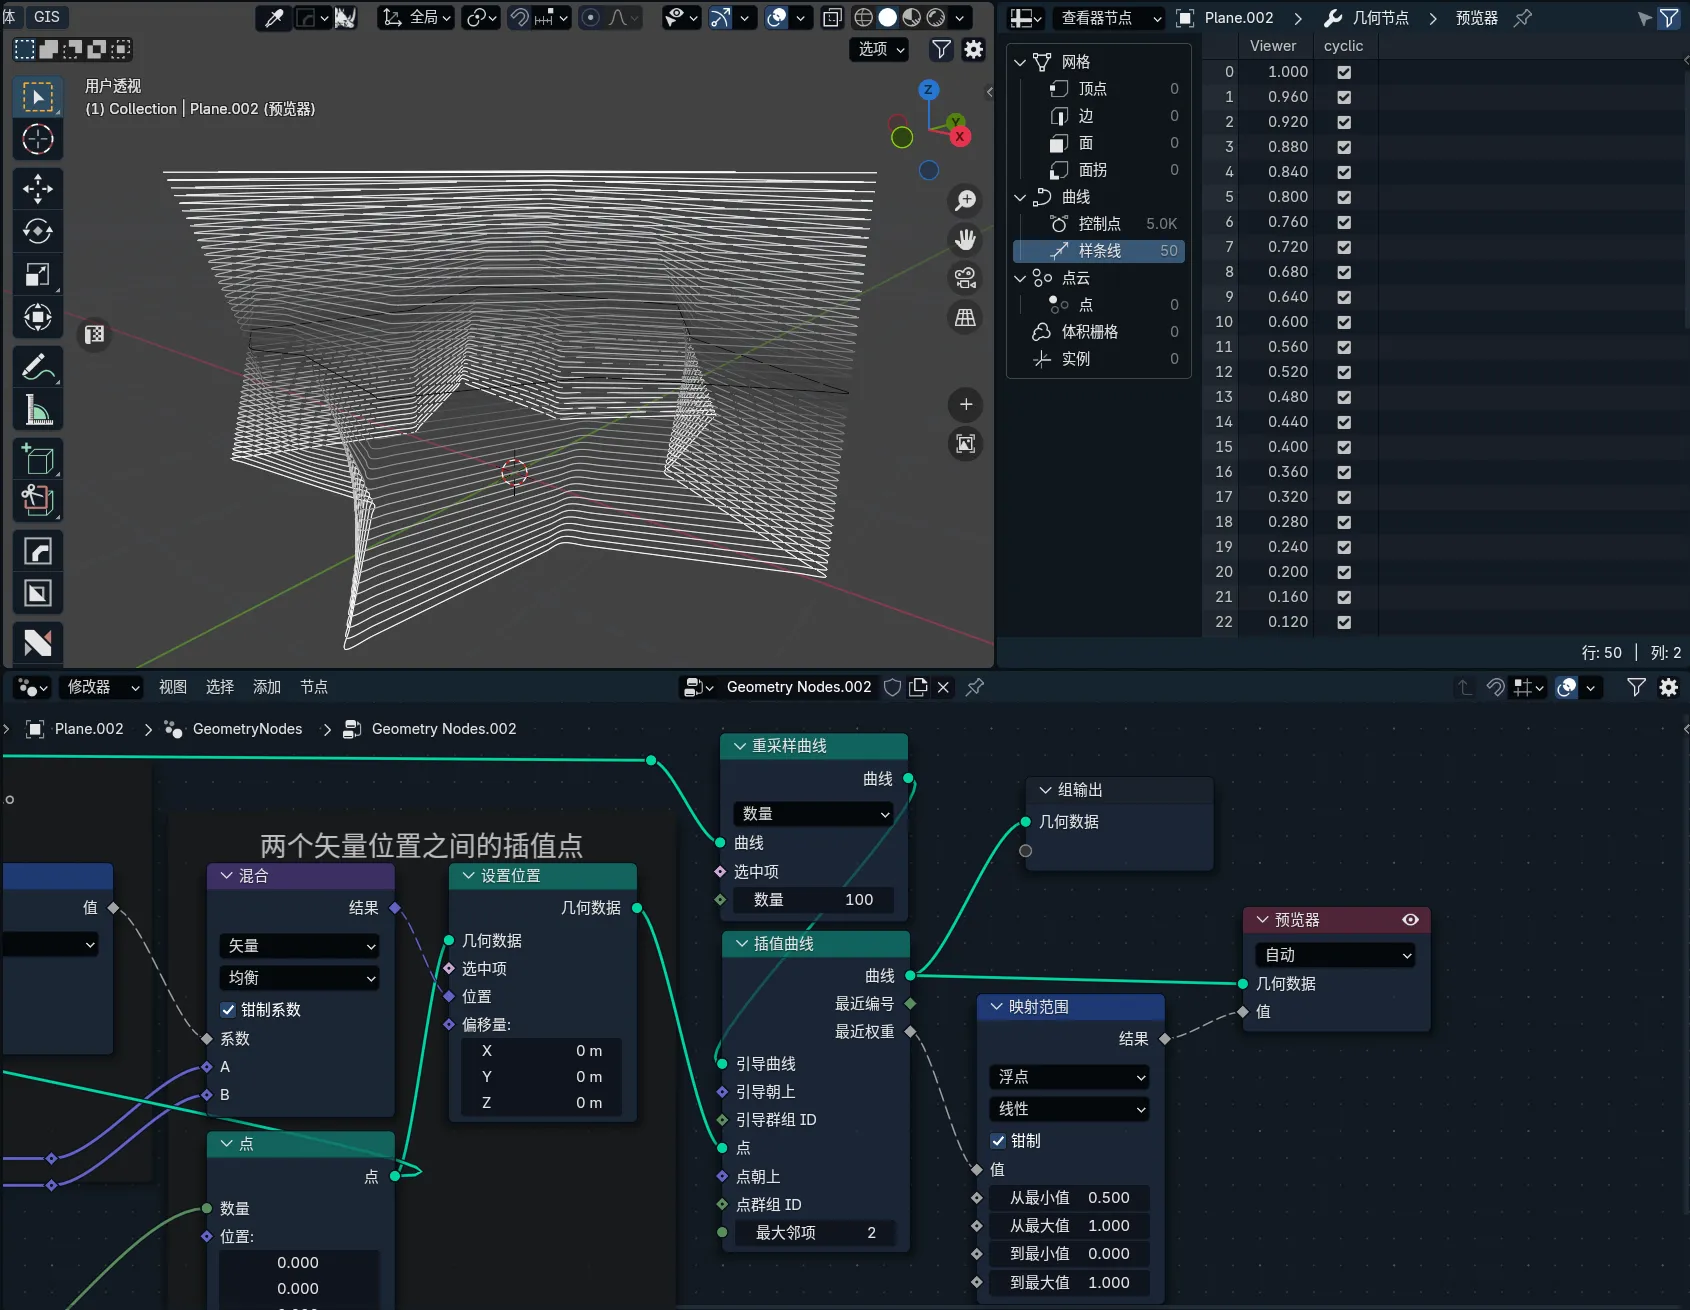 体 GIS
全局
选项
用户透视
(1) Collection | Plane.002 (预览器)
Z
Y
X
查看器节点
Plane.002
几何节点
预览器
网格
顶点 0
边 0
面 0
面拐 0
曲线
控制点 5.0K
样条线 50
点云
点 0
体积栅格 0
实例 0
Viewer cyclic
0 1.000
1 0.960
2 0.920
3 0.880
4 0.840
5 0.800
6 0.760
7 0.720
8 0.680
9 0.640
10 0.600
11 0.560
12 0.520
13 0.480
14 0.440
15 0.400
16 0.360
17 0.320
18 0.280
19 0.240
20 0.200
21 0.160
22 0.120
行: 50 | 列: 2
修改器 视图 选择 添加 节点
Geometry Nodes.002
Plane.002
GeometryNodes
Geometry Nodes.002
两个矢量位置之间的插值点
值
混合
结果
矢量
均衡
钳制系数
系数
A
B
点
点
数量
位置:
0.000
0.000
设置位置
几何数据
几何数据
选中项
位置
偏移量:
X 0 m
Y 0 m
Z 0 m
重采样曲线
曲线
数量
曲线
选中项
数量 100
插值曲线
曲线
最近编号
最近权重
引导曲线
引导朝上
引导群组 ID
点
点朝上
点群组 ID
最大邻项 2
组输出
几何数据
映射范围
结果
浮点
线性
钳制
值
从最小值 0.500
从最大值 1.000
到最小值 0.000
到最大值 1.000
预览器
自动
几何数据
值